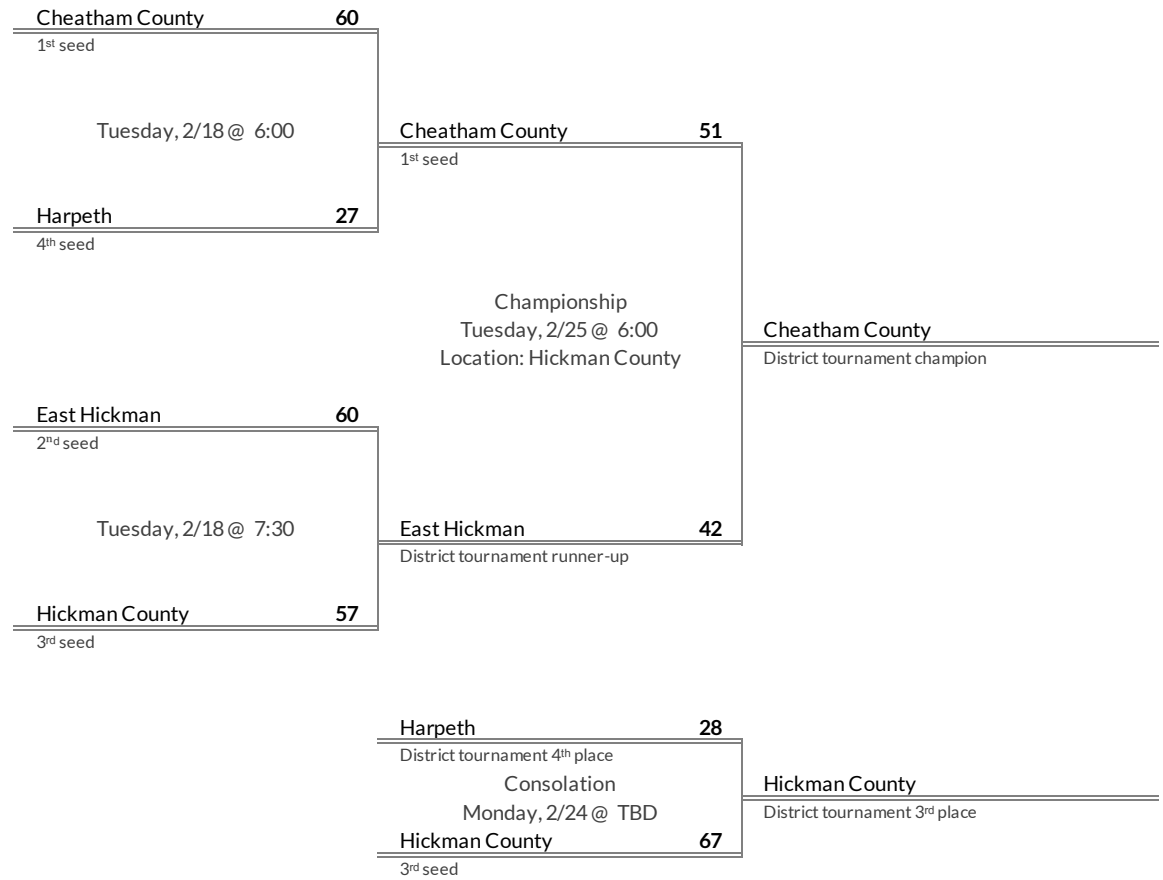 Cheatham County 60
1st seed
Tuesday, 2/18 @ 6:00
Harpeth 27
4th seed
Cheatham County 51
1st seed
Championship
Tuesday, 2/25 @ 6:00
Location: Hickman County
Cheatham County
District tournament champion
East Hickman 60
2nd seed
Tuesday, 2/18 @ 7:30
Hickman County 57
3rd seed
East Hickman 42
District tournament runner-up
Harpeth 28
District tournament 4th place
Consolation
Monday, 2/24 @ TBD
Hickman County 67
3rd seed
Hickman County
District tournament 3rd place